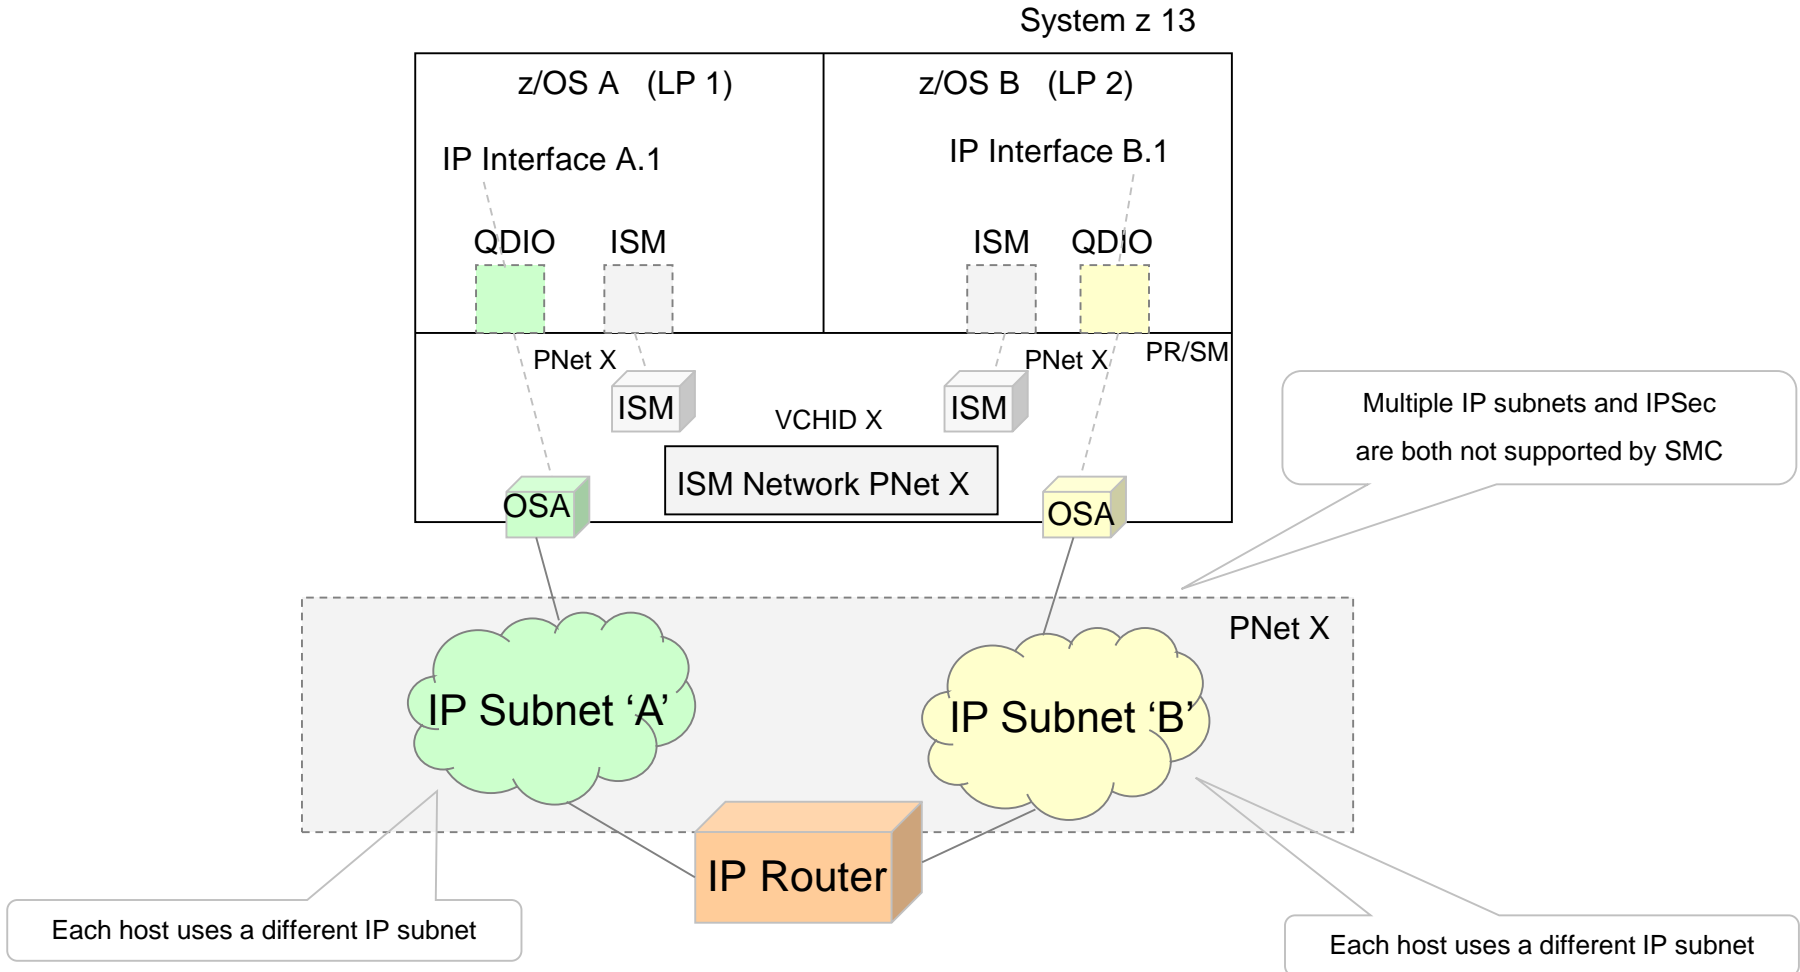 System z 13
z/OS A (LP 1)
z/OS B (LP 2)
IP Interface A.1
IP Interface B.1
QDIO
ISM
ISM
QDIO
PNet X
PNet X
PR/SM
ISM
ISM
VCHID X
ISM Network PNet X
OSA
OSA
Multiple IP subnets and IPSec
are both not supported by SMC
PNet X
IP Subnet ‘A’
IP Subnet ‘B’
IP Router
Each host uses a different IP subnet
Each host uses a different IP subnet